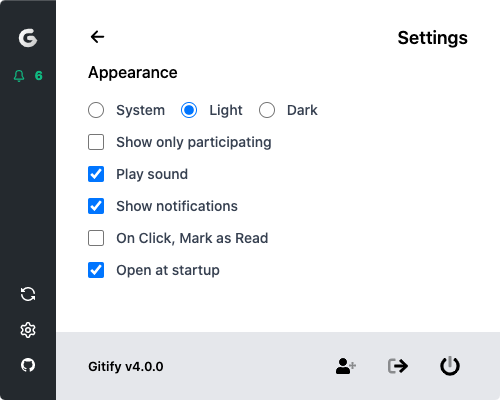 Settings
6
Appearance
System Light Dark
Show only participating
Play sound
Show notifications
On Click, Mark as Read
Open at startup
Gitify v4.0.0